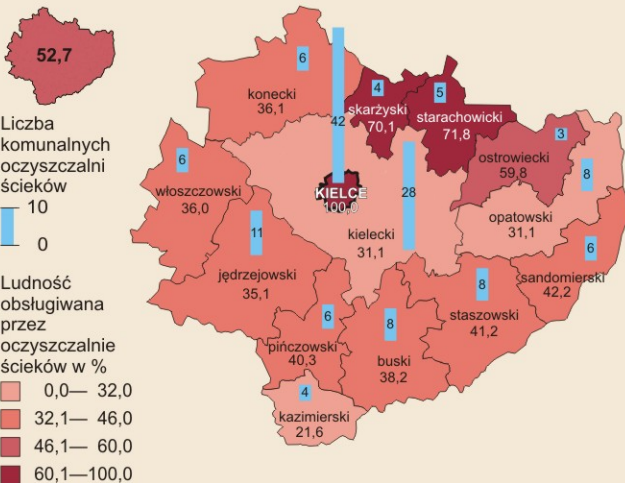 52,7
Liczba
komunalnych
oczyszczalni
ścieków
10
0
Ludność
obsługiwana
przez
oczyszczalnie
ścieków w %
0,0— 32,0
32,1— 46,0
46,1— 60,0
60,1—100,0
6
konecki
36,1
42
4
skarżyski
70,1
5
starachowicki
71,8
3
ostrowiecki
59,8
8
opatowski
31,1
6
włoszczowski
36,0
KIELCE
100,0
28
kielecki
31,1
11
jędrzejowski
35,1
6
sandomierski
42,2
8
staszowski
41,2
6
pińczowski
40,3
8
buski
38,2
4
kazimierski
21,6